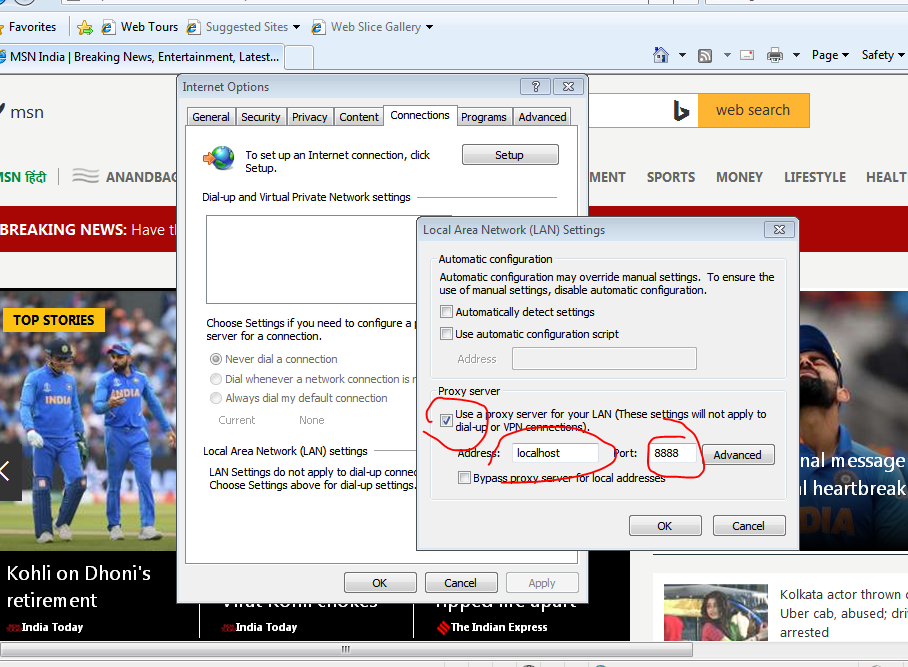 Favorites Web Tours Suggested Sites Web Slice Gallery
MSN India | Breaking News, Entertainment, Latest...
Page Safety
msn
web search
MSN हिंदी ANANDBA
MENT SPORTS MONEY LIFESTYLE HEALT
BREAKING NEWS: Have t
TOP STORIES
INDIA
INDIA
Kohli on Dhoni's
retirement
India Today
Virat Kohli chokes
India Today
ripped life apart
The Indian Express
nal message
l heartbreak
INDIA
Kolkata actor thrown
Uber cab, abused; dri
arrested
Internet Options
General Security Privacy Content Connections Programs Advanced
To set up an Internet connection, click
Setup.
Setup
Dial-up and Virtual Private Network settings
Choose Settings if you need to configure a p
server for a connection.
Never dial a connection
Dial whenever a network connection is n
Always dial my default connection
Current None
Local Area Network (LAN) settings
LAN Settings do not apply to dial-up connec
Choose Settings above for dial-up settings.
OK Cancel Apply
Local Area Network (LAN) Settings
Automatic configuration
Automatic configuration may override manual settings. To ensure the
use of manual settings, disable automatic configuration.
Automatically detect settings
Use automatic configuration script
Address
Proxy server
Use a proxy server for your LAN (These settings will not apply to
dial-up or VPN connections).
Address: localhost Port: 8888 Advanced
Bypass proxy server for local addresses
OK Cancel